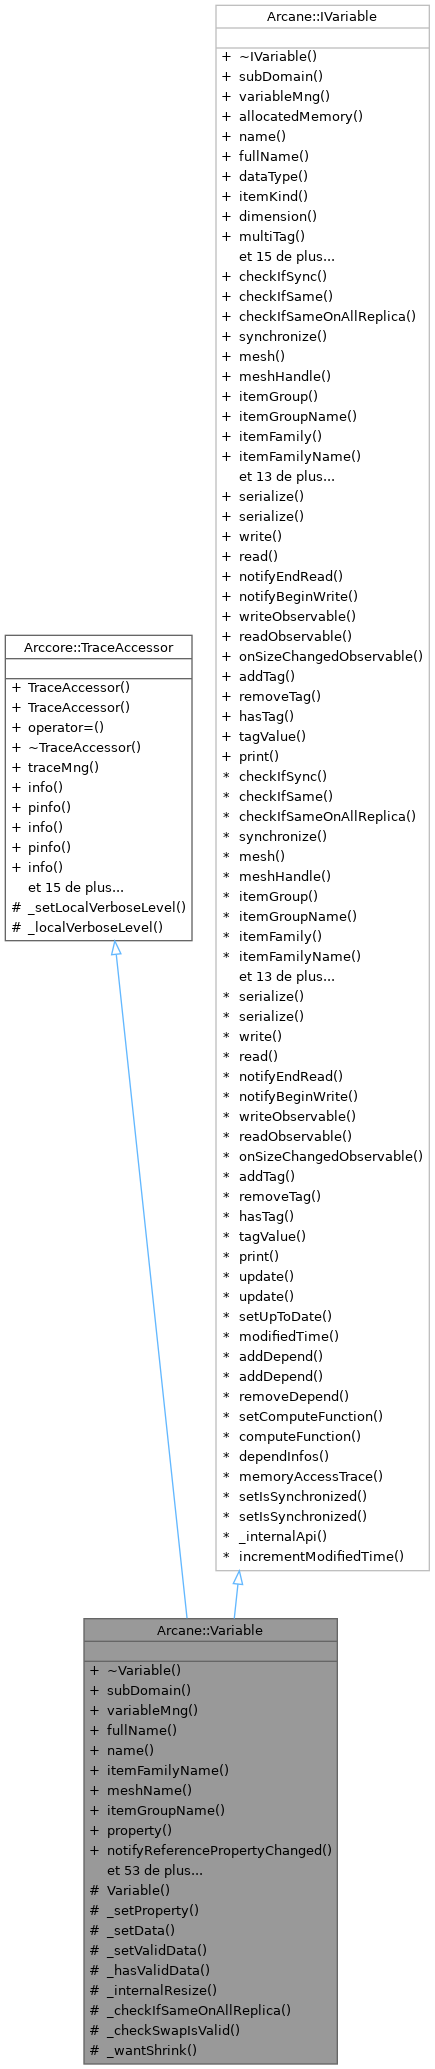 Arcane::IVariable
+ ~IVariable()
+ subDomain()
+ variableMng()
+ allocatedMemory()
+ name()
+ fullName()
+ dataType()
+ itemKind()
+ dimension()
+ multiTag()
et 15 de plus...
+ checkIfSync()
+ checkIfSame()
+ checkIfSameOnAllReplica()
+ synchronize()
+ mesh()
+ meshHandle()
+ itemGroup()
+ itemGroupName()
+ itemFamily()
+ itemFamilyName()
et 13 de plus...
+ serialize()
+ serialize()
+ write()
+ read()
+ notifyEndRead()
+ notifyBeginWrite()
+ writeObservable()
+ readObservable()
+ onSizeChangedObservable()
+ addTag()
+ removeTag()
+ hasTag()
+ tagValue()
+ print()
* checkIfSync()
* checkIfSame()
* checkIfSameOnAllReplica()
* synchronize()
* mesh()
* meshHandle()
* itemGroup()
* itemGroupName()
* itemFamily()
* itemFamilyName()
et 13 de plus...
* serialize()
* serialize()
* write()
* read()
* notifyEndRead()
* notifyBeginWrite()
* writeObservable()
* readObservable()
* onSizeChangedObservable()
* addTag()
* removeTag()
* hasTag()
* tagValue()
* print()
* update()
* update()
* setUpToDate()
* modifiedTime()
* addDepend()
* addDepend()
* removeDepend()
* setComputeFunction()
* computeFunction()
* dependInfos()
* memoryAccessTrace()
* setIsSynchronized()
* setIsSynchronized()
* _internalApi()
* incrementModifiedTime()
Arccore::TraceAccessor
+ TraceAccessor()
+ TraceAccessor()
+ operator=()
+ ~TraceAccessor()
+ traceMng()
+ info()
+ pinfo()
+ info()
+ pinfo()
+ info()
et 15 de plus...
# _setLocalVerboseLevel()
# _localVerboseLevel()
Arcane::Variable
+ ~Variable()
+ subDomain()
+ variableMng()
+ fullName()
+ name()
+ itemFamilyName()
+ meshName()
+ itemGroupName()
+ property()
+ notifyReferencePropertyChanged()
et 53 de plus...
# Variable()
# _setProperty()
# _setData()
# _setValidData()
# _hasValidData()
# _internalResize()
# _checkIfSameOnAllReplica()
# _checkSwapIsValid()
# _wantShrink()